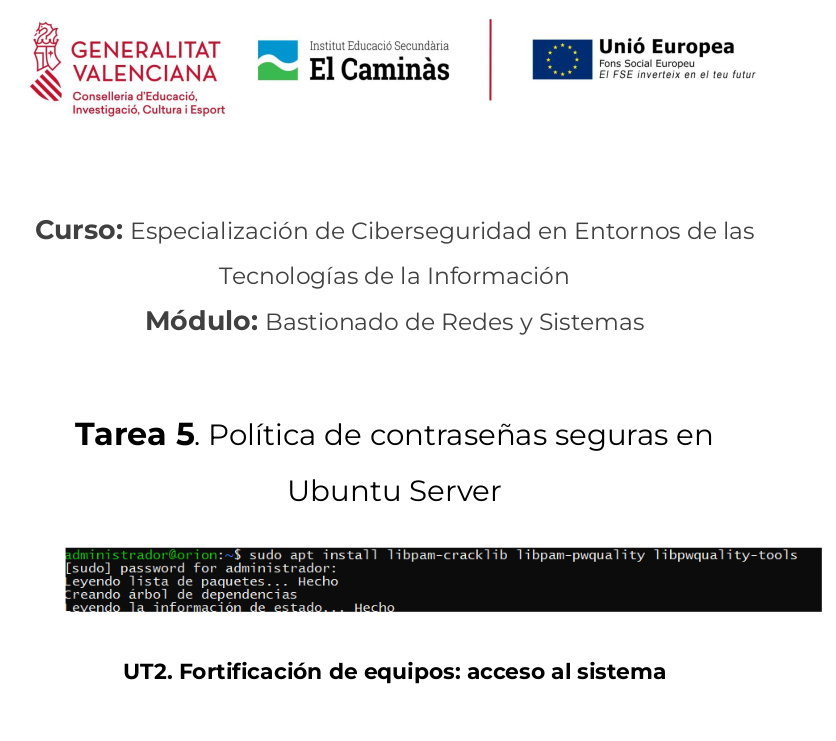 GENERALITAT
VALENCIANA
Conselleria d'Educació,
Investigació, Cultura i Esport
Institut Educació Secundària
El Caminàs
Unió Europea
Fons Social Europeu
El FSE inverteix en el teu futur
Curso: Especialización de Ciberseguridad en Entornos de las
Tecnologías de la Información
Módulo: Bastionado de Redes y Sistemas
Tarea 5. Política de contraseñas seguras en
Ubuntu Server
administrador@orion:~$ sudo apt install libpam-cracklib libpam-pwquality libpwquality-tools
[sudo] password for administrador:
Leyendo lista de paquetes... Hecho
Creando árbol de dependencias
Leyendo la información de estado... Hecho
UT2. Fortificación de equipos: acceso al sistema